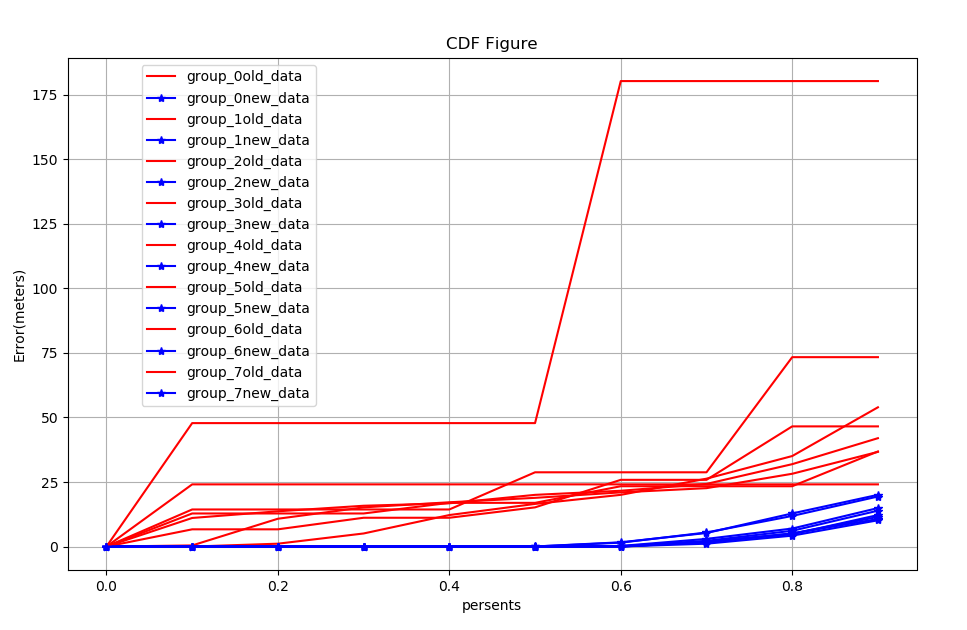 CDF Figure
group_0old_data
group_0new_data
group_1old_data
group_1new_data
group_2old_data
group_2new_data
group_3old_data
group_3new_data
group_4old_data
group_4new_data
group_5old_data
group_5new_data
group_6old_data
group_6new_data
group_7old_data
group_7new_data
175
150
125
100
75
50
25
0
Error(meters)
0.0 0.2 0.4 0.6 0.8
persents